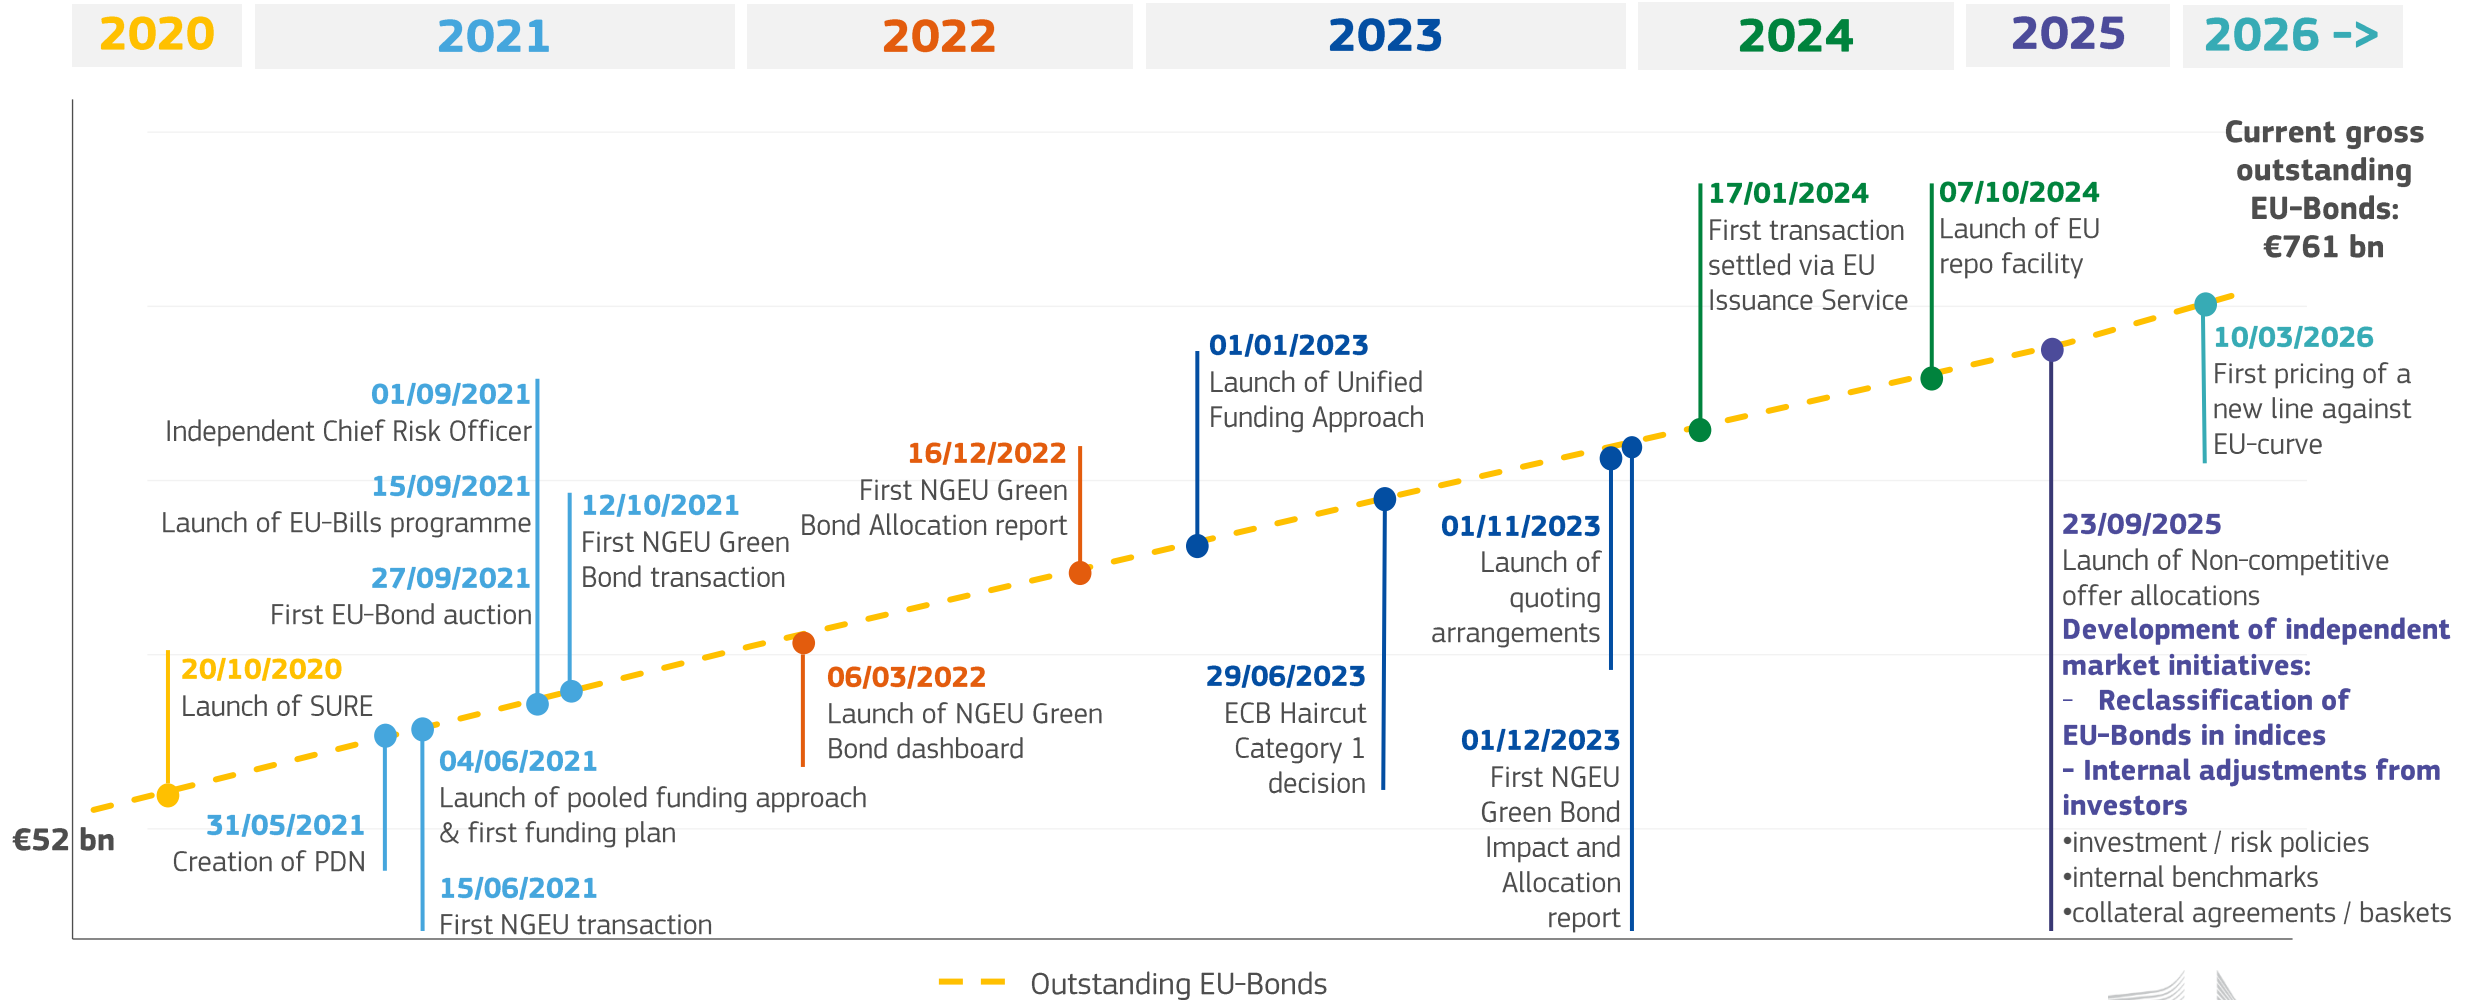 2020
2021
2022
2023
2024
2025
2026 ->
Current gross
outstanding
EU-Bonds:
€761 bn
€52 bn
20/10/2020
Launch of SURE
31/05/2021
Creation of PDN
04/06/2021
Launch of pooled funding approach
& first funding plan
15/06/2021
First NGEU transaction
01/09/2021
Independent Chief Risk Officer
15/09/2021
Launch of EU-Bills programme
27/09/2021
First EU-Bond auction
12/10/2021
First NGEU Green
Bond transaction
06/03/2022
Launch of NGEU Green
Bond dashboard
16/12/2022
First NGEU Green
Bond Allocation report
01/01/2023
Launch of Unified
Funding Approach
29/06/2023
ECB Haircut
Category 1
decision
01/11/2023
Launch of
quoting
arrangements
01/12/2023
First NGEU
Green Bond
Impact and
Allocation
report
17/01/2024
First transaction
settled via EU
Issuance Service
07/10/2024
Launch of EU
repo facility
23/09/2025
Launch of Non-competitive
offer allocations
Development of independent
market initiatives:
- Reclassification of
EU-Bonds in indices
- Internal adjustments from
investors
•investment / risk policies
•internal benchmarks
•collateral agreements / baskets
10/03/2026
First pricing of a
new line against
EU-curve
Outstanding EU-Bonds